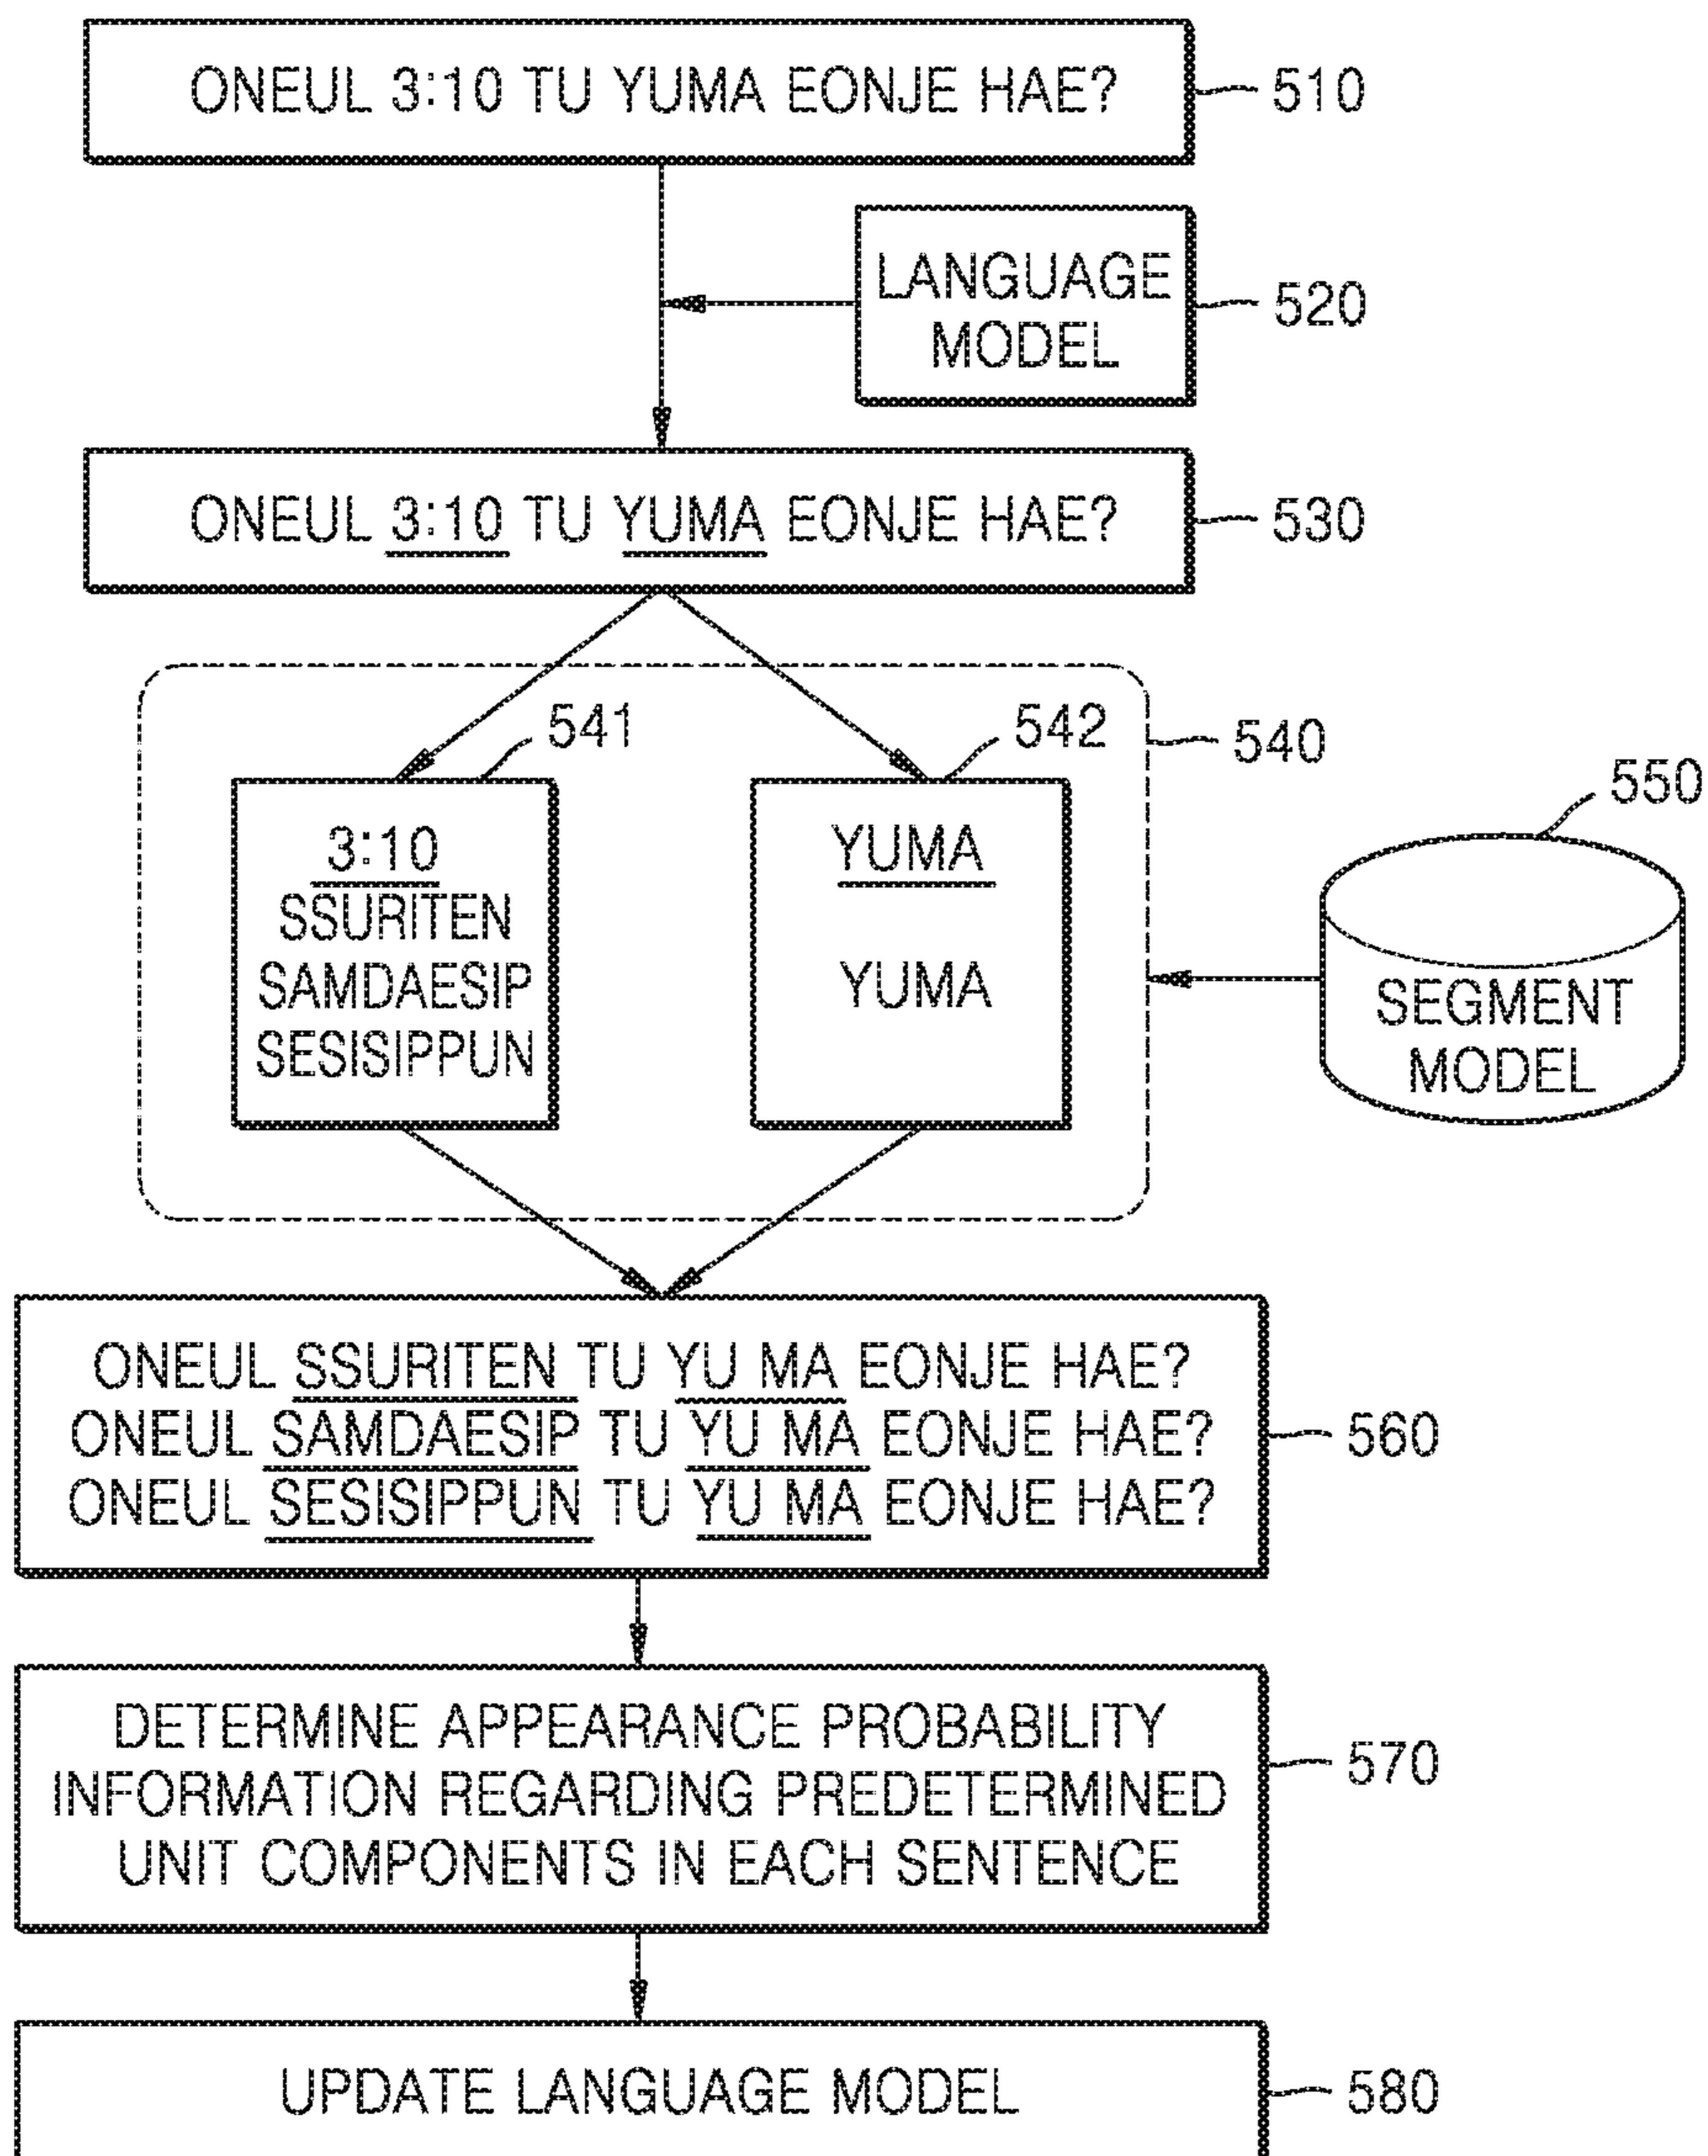 ONEUL 3:10 TU YUMA EONJE HAE?
510
LANGUAGE
MODEL
520
ONEUL 3:10 TU YUMA EONJE HAE?
530
541
542
540
550
3:10
SSURITEN
SAMDAESIP
SESISIPPUN
YUMA
YUMA
SEGMENT
MODEL
ONEUL SSURITEN TU YU MA EONJE HAE?
ONEUL SAMDAESIP TU YU MA EONJE HAE?
ONEUL SESISIPPUN TU YU MA EONJE HAE?
560
DETERMINE APPEARANCE PROBABILITY
INFORMATION REGARDING PREDETERMINED
UNIT COMPONENTS IN EACH SENTENCE
570
UPDATE LANGUAGE MODEL
580